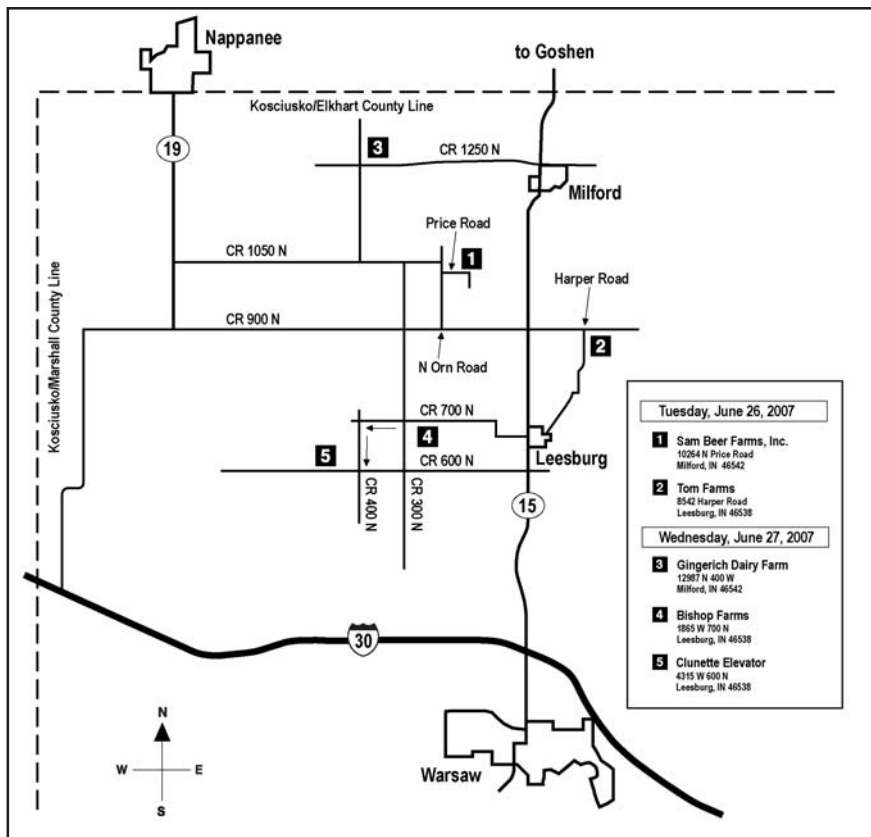 Nappanee
to Goshen
Kosciusko/Elkhart County Line
19
3
CR 1250 N
Milford
Price Road
CR 1050 N
1
Harper Road
Kosciusko/Marshall County Line
CR 900 N
N Orn Road
2
CR 700 N
4
5
CR 600 N
Leesburg
CR 400 N
CR 300 N
15
30
Warsaw
N
W
E
S
Tuesday, June 26, 2007
1 Sam Beer Farms, Inc.
10264 N Price Road
Milford, IN 46542
2 Tom Farms
8542 Harper Road
Leesburg, IN 46538
Wednesday, June 27, 2007
3 Gingerich Dairy Farm
12987 N 400 W
Milford, IN 46542
4 Bishop Farms
1865 W 700 N
Leesburg, IN 46538
5 Clunette Elevator
4315 W 600 N
Leesburg, IN 46538